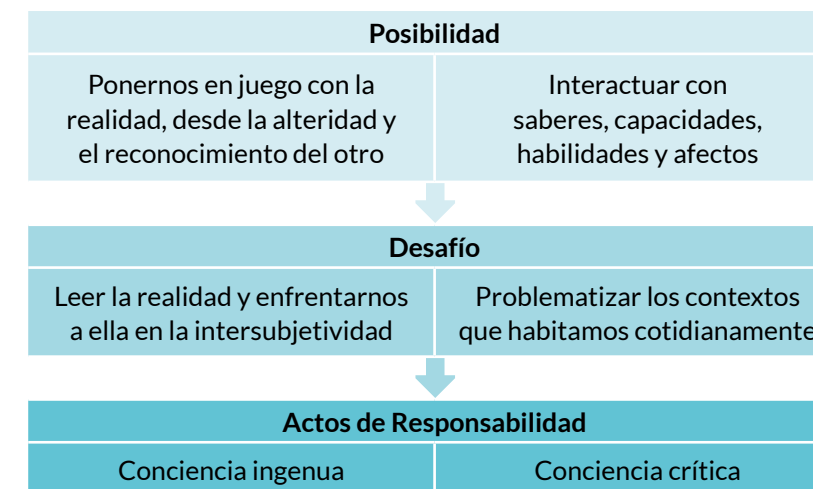 Posibilidad
Ponernos en juego con la
realidad, desde la alteridad y
el reconocimiento del otro
Interactuar con
saberes, capacidades,
habilidades y afectos
Desafío
Leer la realidad y enfrentarnos
a ella en la intersubjetividad
Problematizar los contextos
que habitamos cotidianamente
Actos de Responsabilidad
Conciencia ingenua
Conciencia crítica